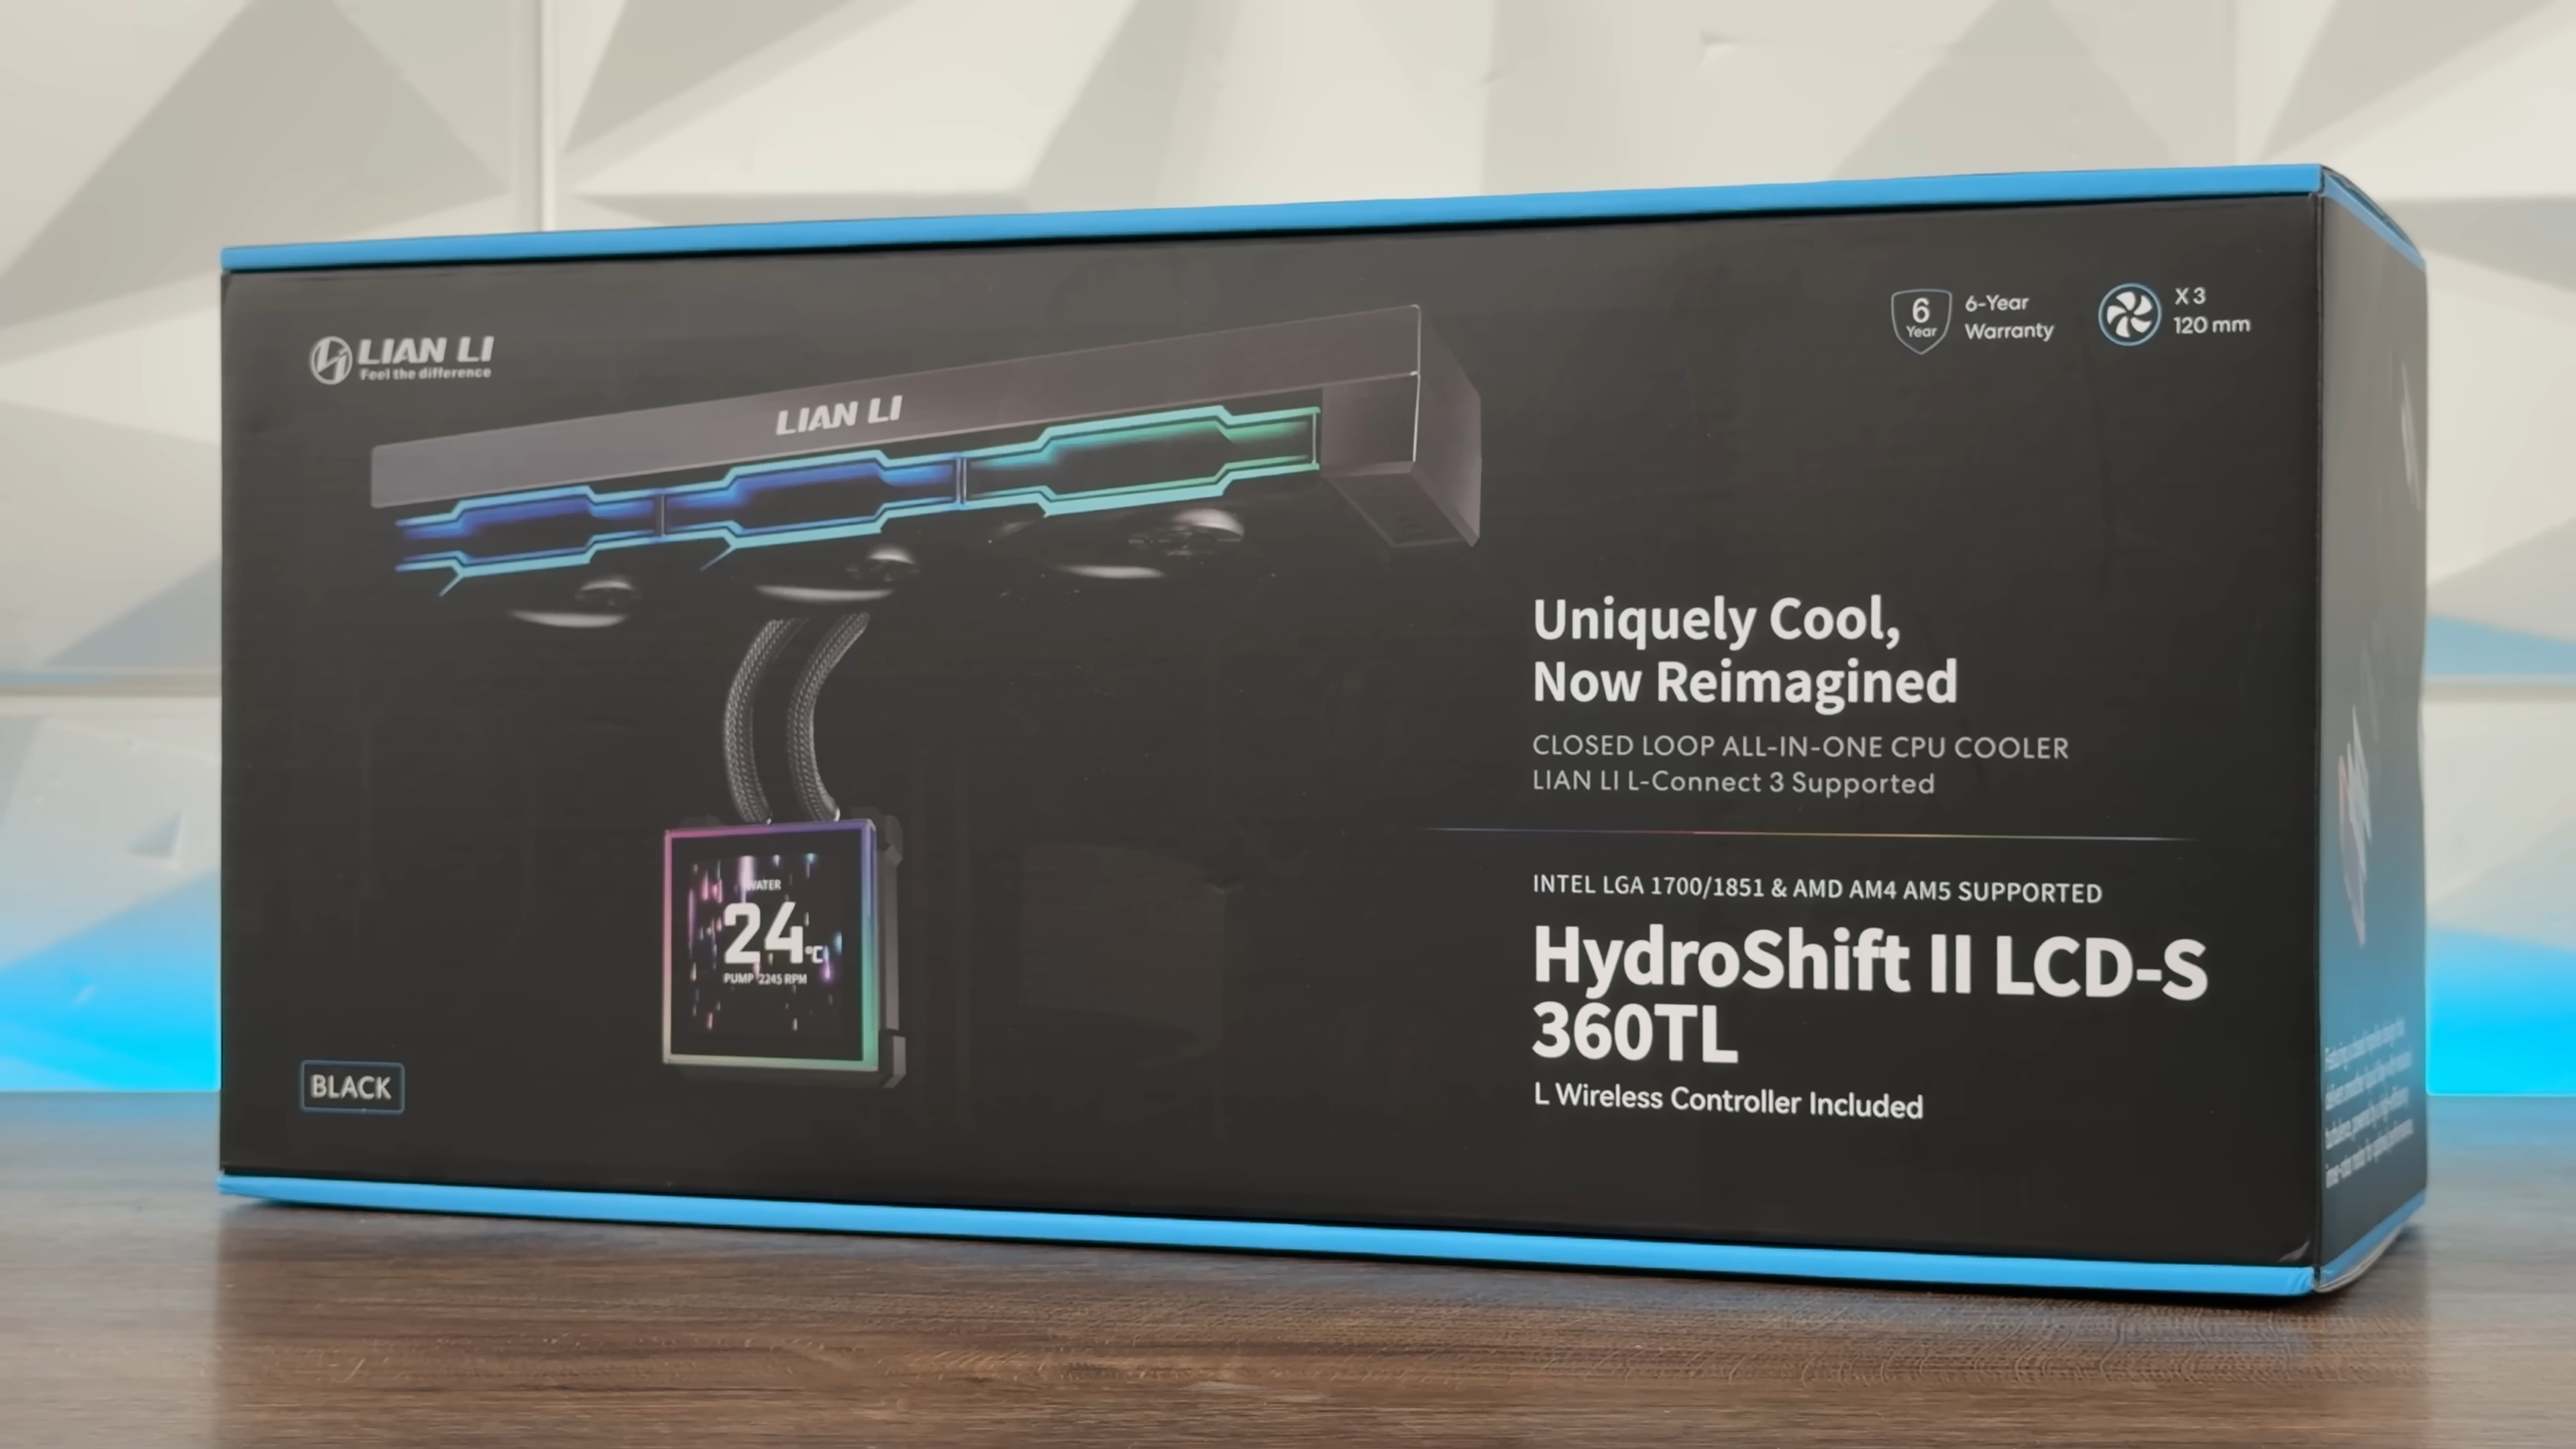 LIAN LI
Feel the difference
6
Year
6-Year
Warranty
X 3
120 mm
LIAN LI
Uniquely Cool,
Now Reimagined
CLOSED LOOP ALL-IN-ONE CPU COOLER
LIAN LI L-Connect 3 Supported
WATER
24°C
PUMP 2245 RPM
INTEL LGA 1700/1851 & AMD AM4 AM5 SUPPORTED
HydroShift II LCD-S
360TL
L Wireless Controller Included
BLACK